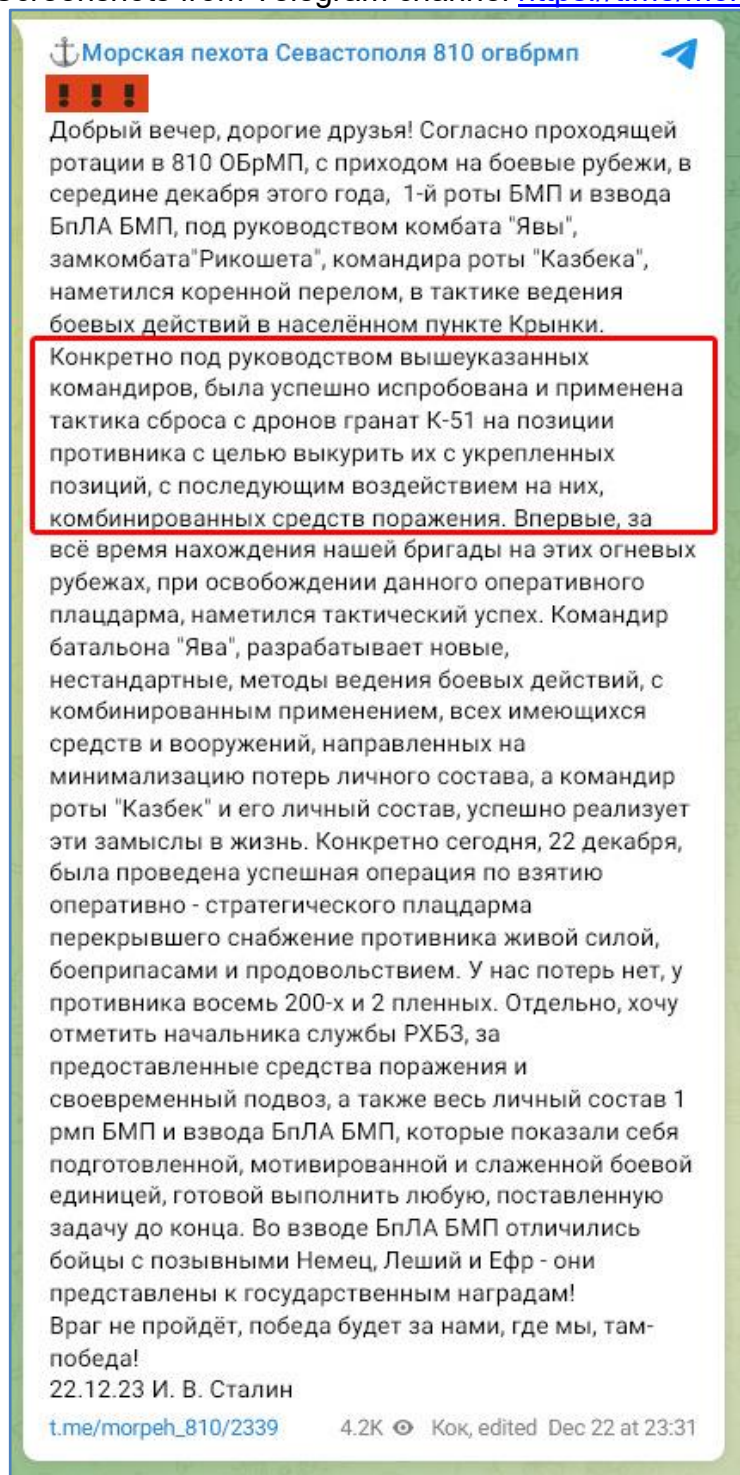 ⚓Морская пехота Севастополя 810 огвбрмп
❗❗❗
Добрый вечер, дорогие друзья! Согласно проходящей
ротации в 810 ОБрМП, с приходом на боевые рубежи, в
середине декабря этого года, 1-й роты БМП и взвода
БпЛА БМП, под руководством комбата "Явы",
замкомбата"Рикошета", командира роты "Казбека",
наметился коренной перелом, в тактике ведения
боевых действий в населённом пункте Крынки.
Конкретно под руководством вышеуказанных
командиров, была успешно испробована и применена
тактика сброса с дронов гранат К-51 на позиции
противника с целью выкурить их с укрепленных
позиций, с последующим воздействием на них,
комбинированных средств поражения. Впервые, за
всё время нахождения нашей бригады на этих огневых
рубежах, при освобождении данного оперативного
плацдарма, наметился тактический успех. Командир
батальона "Ява", разрабатывает новые,
нестандартные, методы ведения боевых действий, с
комбинированным применением, всех имеющихся
средств и вооружений, направленных на
минимализацию потерь личного состава, а командир
роты "Казбек" и его личный состав, успешно реализует
эти замыслы в жизнь. Конкретно сегодня, 22 декабря,
была проведена успешная операция по взятию
оперативно - стратегического плацдарма
перекрывшего снабжение противника живой силой,
боеприпасами и продовольствием. У нас потерь нет, у
противника восемь 200-х и 2 пленных. Отдельно, хочу
отметить начальника службы РХБЗ, за
предоставленные средства поражения и
своевременный подвоз, а также весь личный состав 1
рмп БМП и взвода БпЛА БМП, которые показали себя
подготовленной, мотивированной и слаженной боевой
единицей, готовой выполнить любую, поставленную
задачу до конца. Во взводе БпЛА БМП отличились
бойцы с позывными Немец, Леший и Ефр - они
представлены к государственным наградам!
Враг не пройдёт, победа будет за нами, где мы, там-
победа!
22.12.23 И. В. Сталин
t.me/morpeh_810/2339 4.2K Кок, edited Dec 22 at 23:31